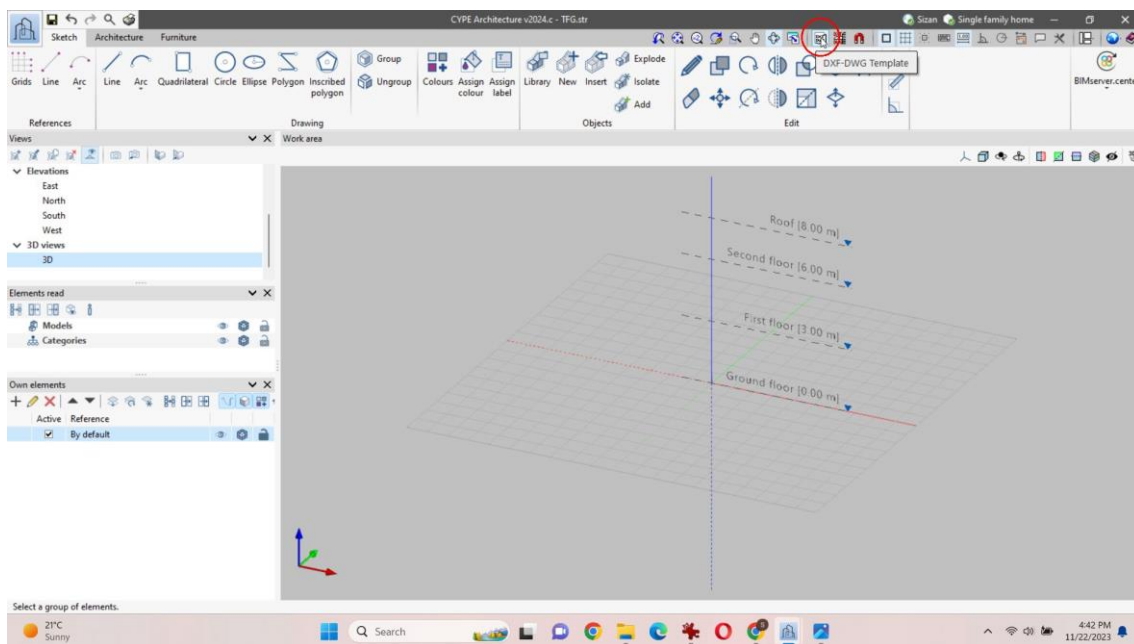 CYPE Architecture v2024.c - TFG.str
Sizan
Single family home
Sketch
Architecture
Furniture
DXF-DWG Template
Grids
Line
Arc
Line
Arc
Quadrilateral
Circle
Ellipse
Polygon
Inscribed polygon
Group
Ungroup
Colours
Assign colour
Assign label
Library
New
Insert
Explode
Isolate
Add
BIMserver.cente
References
Drawing
Objects
Edit
Views
Work area
Elevations
East
North
South
West
3D views
3D
Elements read
Models
Categories
Own elements
Active
Reference
By default
Roof [8.00 m]
Second floor [6.00 m]
First floor [3.00 m]
Ground floor [0.00 m]
Select a group of elements.
21°C
Sunny
Search
4:42 PM
11/22/2023